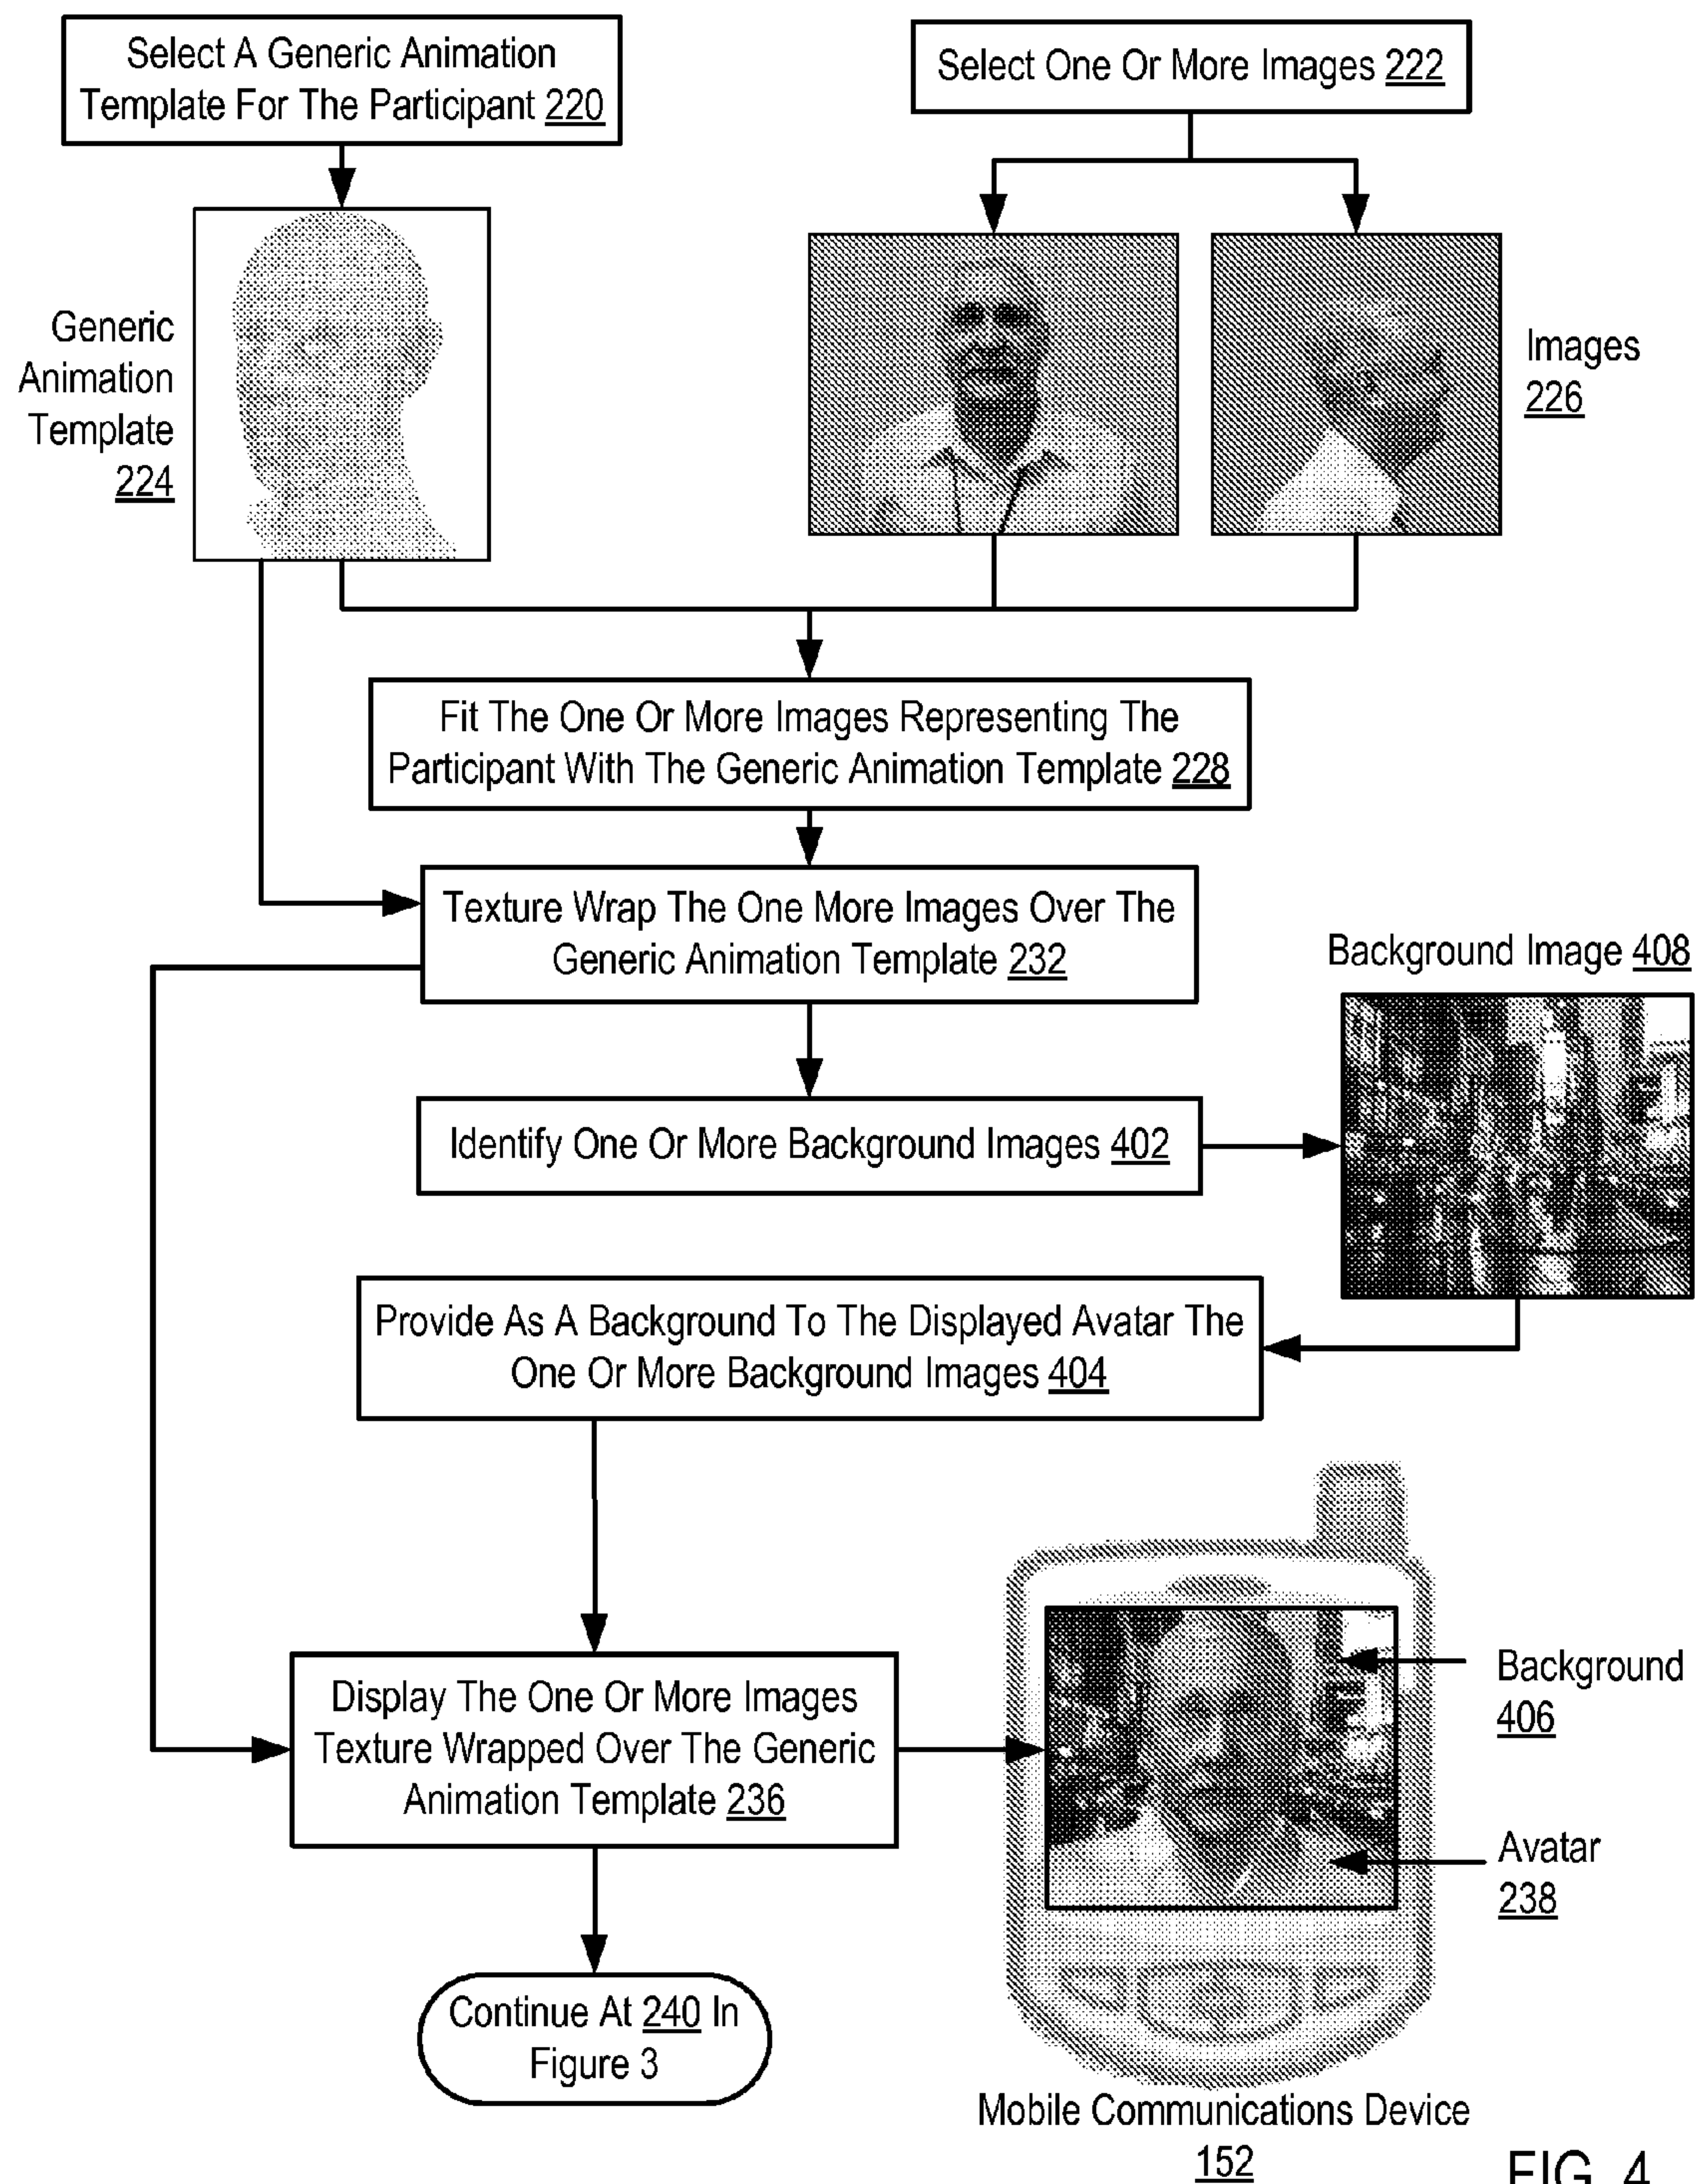 Select A Generic Animation
Template For The Participant 220
Select One Or More Images 222
Generic
Animation
Template
224
Images
226
Fit The One Or More Images Representing The
Participant With The Generic Animation Template 228
Texture Wrap The One More Images Over The
Generic Animation Template 232
Background Image 408
Identify One Or More Background Images 402
Provide As A Background To The Displayed Avatar The
One Or More Background Images 404
Display The One Or More Images
Texture Wrapped Over The Generic
Animation Template 236
Background
406
Avatar
238
Continue At 240 In
Figure 3
Mobile Communications Device
152
FIG. 4